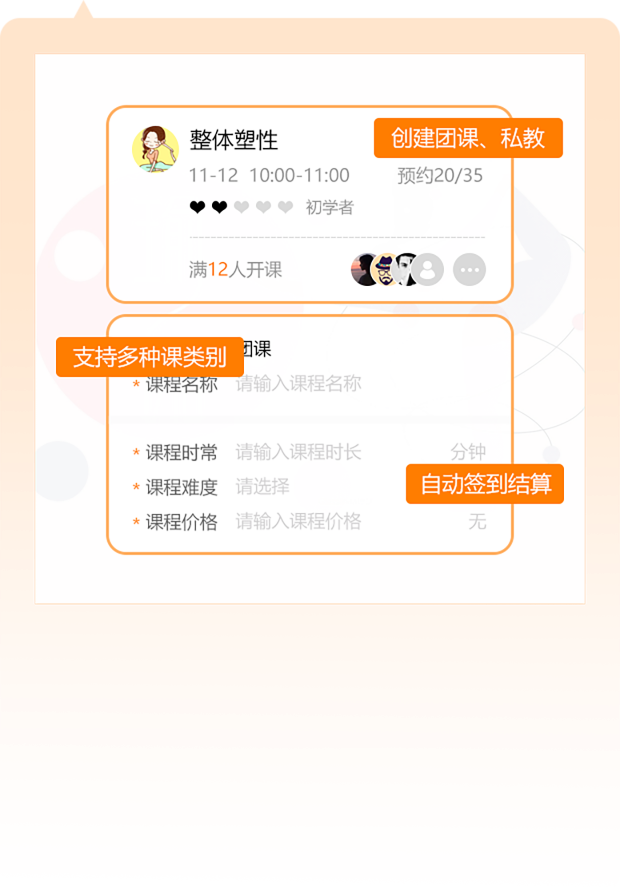 整体塑性
创建团课、私教
11-12 10:00-11:00 预约20/35
初学者
满12人开课
支持多种课类别
团课
* 课程名称 请输入课程名称
* 课程时常 请输入课程时长 分钟
* 课程难度 请选择
自动签到结算
* 课程价格 请输入课程价格 无